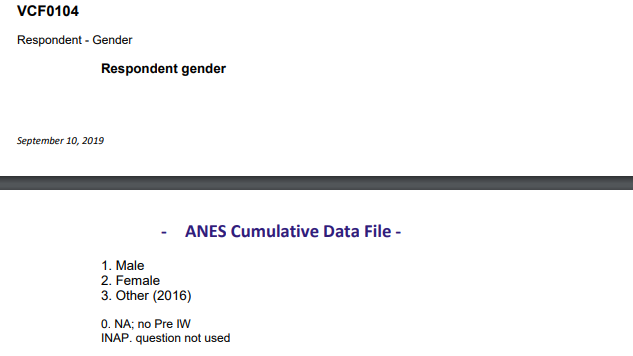 VCF0104
Respondent - Gender
Respondent gender
September 10, 2019
- ANES Cumulative Data File -
1. Male
2. Female
3. Other (2016)
0. NA; no Pre IW
INAP. question not used